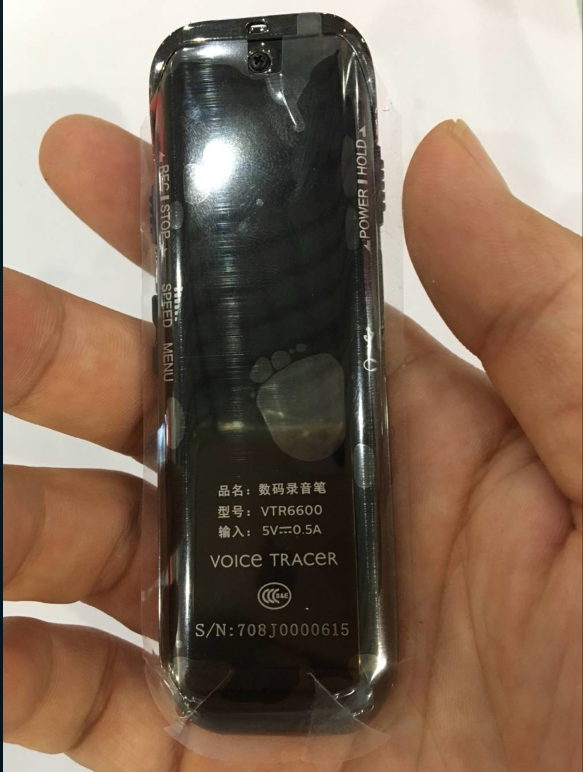 REC STOP
SPEED MENU
POWER HOLD
品名：数码录音笔
型号：VTR6600
输入：5V⎓0.5A
VOICE TRACER
CCC S&E
S/N:708J0000615